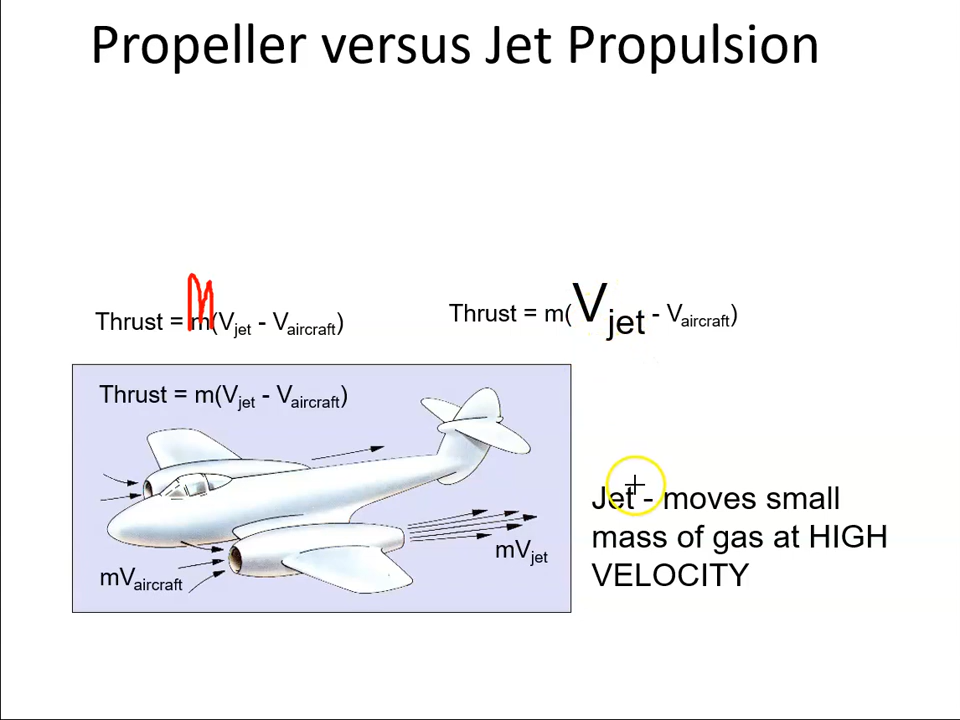 Propeller versus Jet Propulsion
Thrust = m(Vjet - Vaircraft)
Thrust = m(Vjet - Vaircraft)
Thrust = m(Vjet - Vaircraft)
mVaircraft
mVjet
Jet - moves small
mass of gas at HIGH
VELOCITY